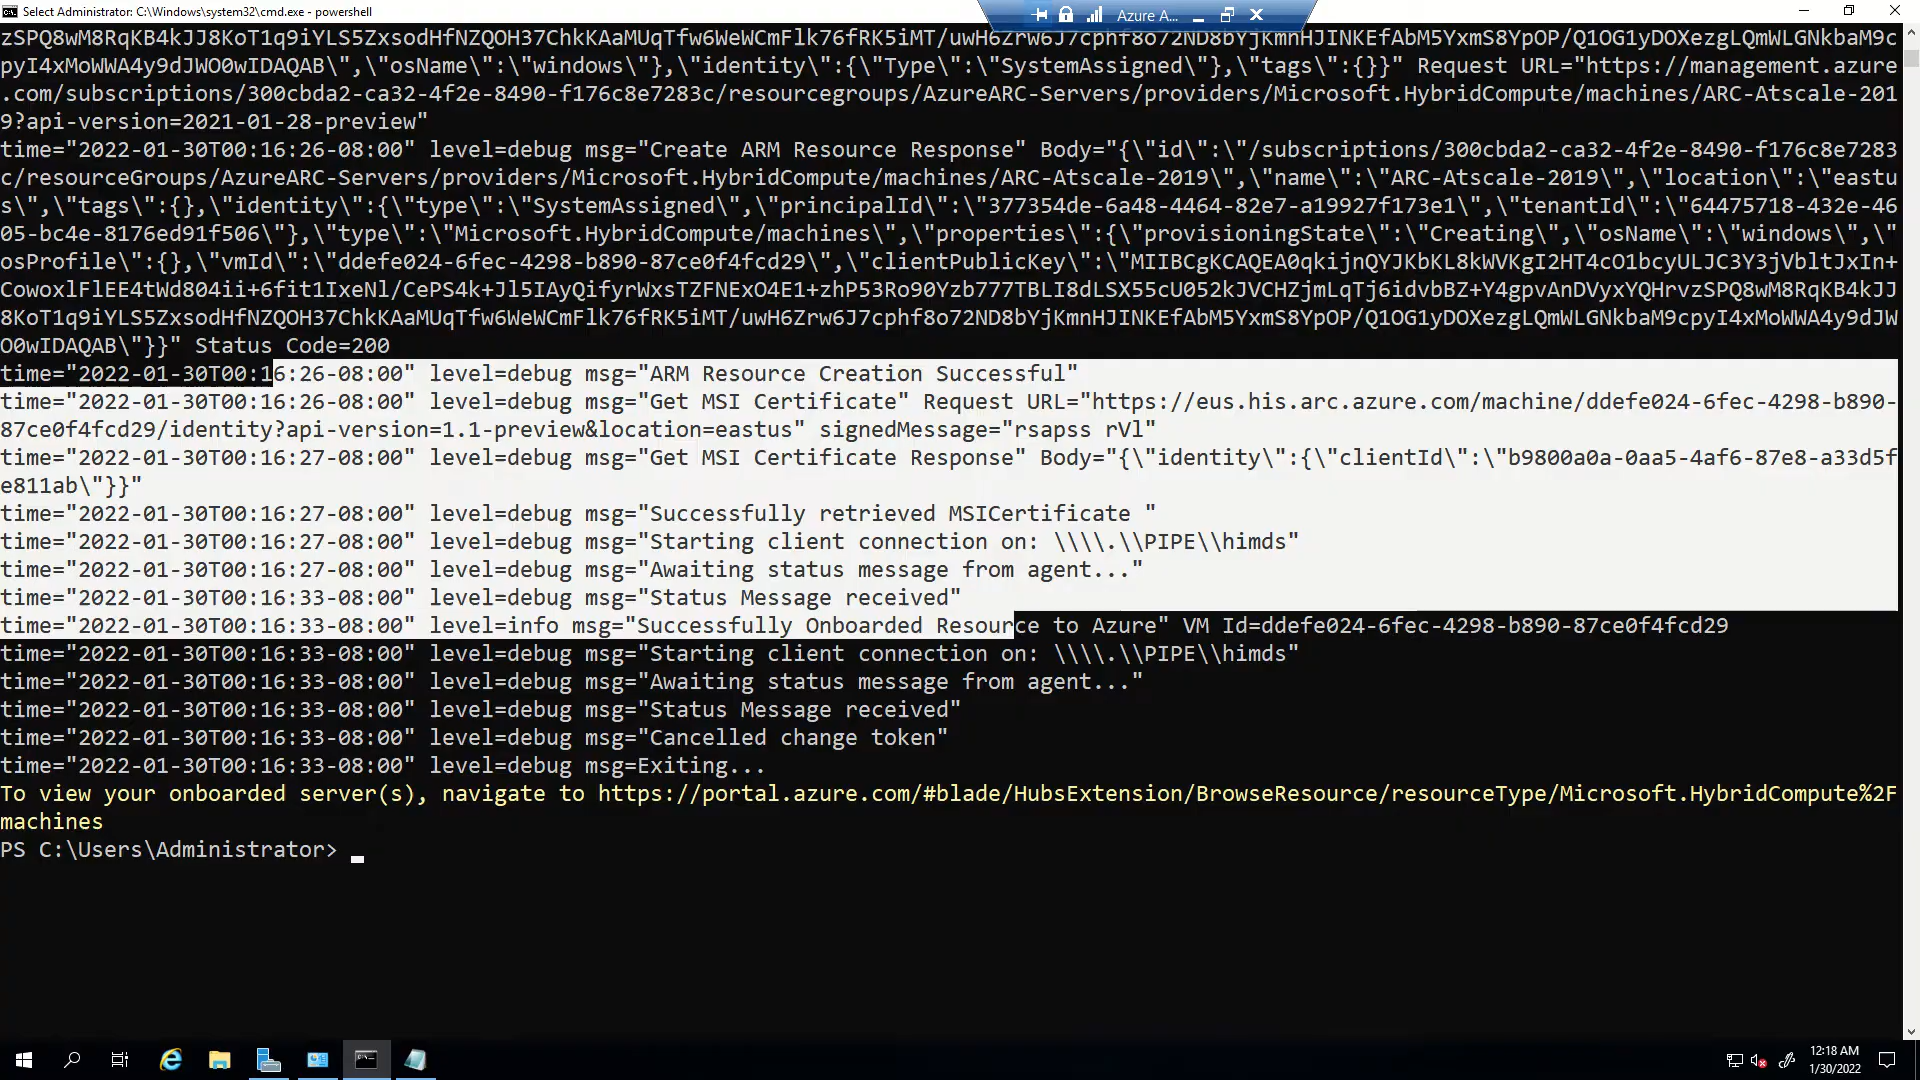 Select Administrator: C:\Windows\system32\cmd.exe - powershell
Azure A...
zSPQ8wM8RqKB4kJJ8KoT1q9iYLS5ZxsodHfNZQOH37ChkKAaMUqTfw6WeWCmFlk76fRK5iMT/uwH6Zrw6J7cphf8o72ND8bYjKmnHJINKEfAbM5YxmS8YpOP/Q1OG1yDOXezgLQmWLGNkbaM9c
pyI4xMoWWA4y9dJWO0wIDAQAB\",\"osName\":\"windows\"},\"identity\":{\"Type\":\"SystemAssigned\"},\"tags\":{}}" Request URL="https://management.azure
.com/subscriptions/300cbda2-ca32-4f2e-8490-f176c8e7283c/resourcegroups/AzureARC-Servers/providers/Microsoft.HybridCompute/machines/ARC-Atscale-201
9?api-version=2021-01-28-preview"
time="2022-01-30T00:16:26-08:00" level=debug msg="Create ARM Resource Response" Body="{\"id\":\"/subscriptions/300cbda2-ca32-4f2e-8490-f176c8e7283
c/resourceGroups/AzureARC-Servers/providers/Microsoft.HybridCompute/machines/ARC-Atscale-2019\",\"name\":\"ARC-Atscale-2019\",\"location\":\"eastu
s\",\"tags\":{},\"identity\":{\"type\":\"SystemAssigned\",\"principalId\":\"377354de-6a48-4464-82e7-a19927f173e1\",\"tenantId\":\"64475718-432e-46
05-bc4e-8176ed91f506\"},\"type\":\"Microsoft.HybridCompute/machines\",\"properties\":{\"provisioningState\":\"Creating\",\"osName\":\"windows\",\"
osProfile\":{},\"vmId\":\"ddefe024-6fec-4298-b890-87ce0f4fcd29\",\"clientPublicKey\":\"MIIBCgKCAQEA0qkijnQYJKbKL8kWVKgI2HT4cO1bcyULJC3Y3jVbltJxIn+
CowoxlFlEE4tWd804ii+6fit1IxeNl/CePS4k+Jl5IAyQifyrWxsTZFNExO4E1+zhP53Ro90Yzb777TBLI8dLSX55cU052kJVCHZjmLqTj6idvbBZ+Y4gpvAnDVyxYQHrvzSPQ8wM8RqKB4kJJ
8KoT1q9iYLS5ZxsodHfNZQOH37ChkKAaMUqTfw6WeWCmFlk76fRK5iMT/uwH6Zrw6J7cphf8o72ND8bYjKmnHJINKEfAbM5YxmS8YpOP/Q1OG1yDOXezgLQmWLGNkbaM9cpyI4xMoWWA4y9dJW
O0wIDAQAB\"}}" Status Code=200
time="2022-01-30T00:16:26-08:00" level=debug msg="ARM Resource Creation Successful"
time="2022-01-30T00:16:26-08:00" level=debug msg="Get MSI Certificate" Request URL="https://eus.his.arc.azure.com/machine/ddefe024-6fec-4298-b890-
87ce0f4fcd29/identity?api-version=1.1-preview&location=eastus" signedMessage="rsapss rVl"
time="2022-01-30T00:16:27-08:00" level=debug msg="Get MSI Certificate Response" Body="{\"identity\":{\"clientId\":\"b9800a0a-0aa5-4af6-87e8-a33d5f
e811ab\"}}"
time="2022-01-30T00:16:27-08:00" level=debug msg="Successfully retrieved MSICertificate "
time="2022-01-30T00:16:27-08:00" level=debug msg="Starting client connection on: \\\\.\\PIPE\\himds"
time="2022-01-30T00:16:27-08:00" level=debug msg="Awaiting status message from agent..."
time="2022-01-30T00:16:33-08:00" level=debug msg="Status Message received"
time="2022-01-30T00:16:33-08:00" level=info msg="Successfully Onboarded Resource to Azure" VM Id=ddefe024-6fec-4298-b890-87ce0f4fcd29
time="2022-01-30T00:16:33-08:00" level=debug msg="Starting client connection on: \\\\.\\PIPE\\himds"
time="2022-01-30T00:16:33-08:00" level=debug msg="Awaiting status message from agent..."
time="2022-01-30T00:16:33-08:00" level=debug msg="Status Message received"
time="2022-01-30T00:16:33-08:00" level=debug msg="Cancelled change token"
time="2022-01-30T00:16:33-08:00" level=debug msg=Exiting...
To view your onboarded server(s), navigate to https://portal.azure.com/#blade/HubsExtension/BrowseResource/resourceType/Microsoft.HybridCompute%2F
machines
PS C:\Users\Administrator>
12:18 AM
1/30/2022